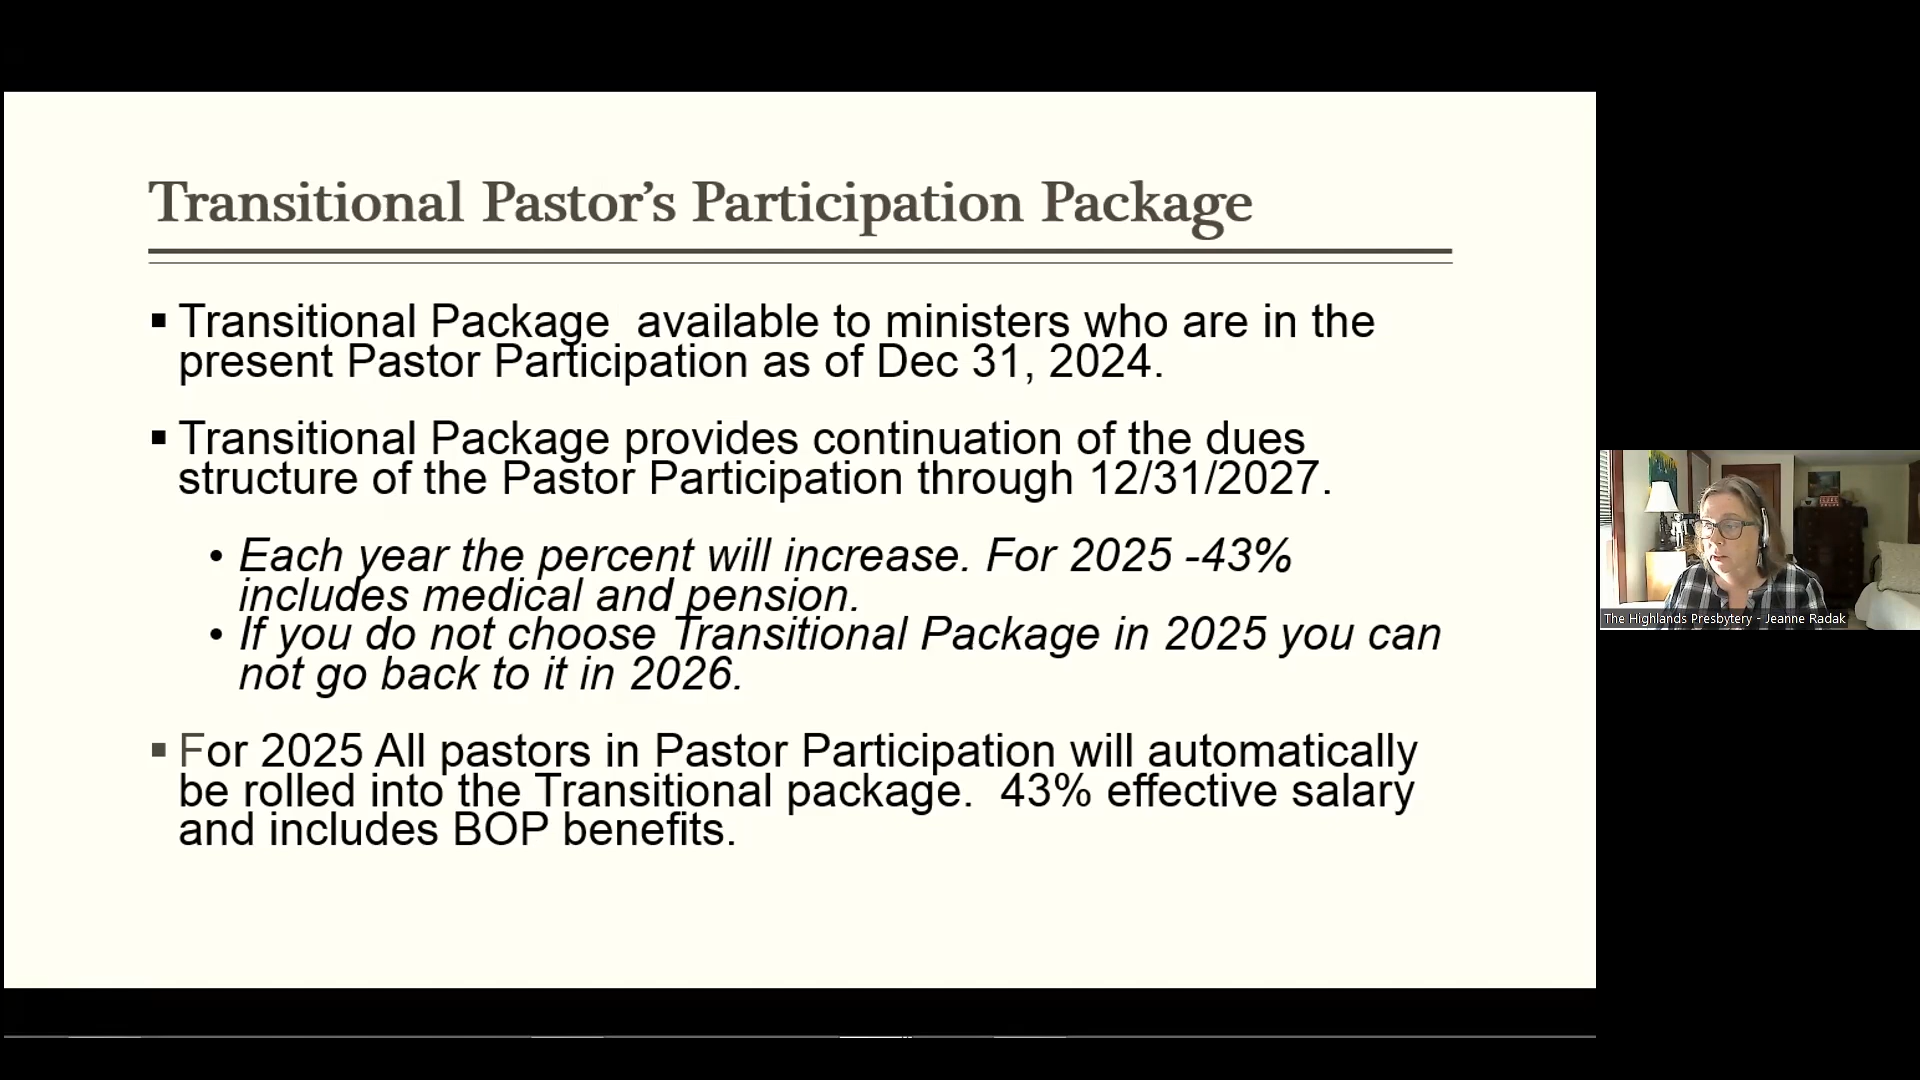 Transitional Pastor’s Participation Package
▪ Transitional Package available to ministers who are in the
present Pastor Participation as of Dec 31, 2024.
▪ Transitional Package provides continuation of the dues
structure of the Pastor Participation through 12/31/2027.
• Each year the percent will increase. For 2025 -43%
includes medical and pension.
• If you do not choose Transitional Package in 2025 you can
not go back to it in 2026.
▪ For 2025 All pastors in Pastor Participation will automatically
be rolled into the Transitional package. 43% effective salary
and includes BOP benefits.
The Highlands Presbytery - Jeanne Radak